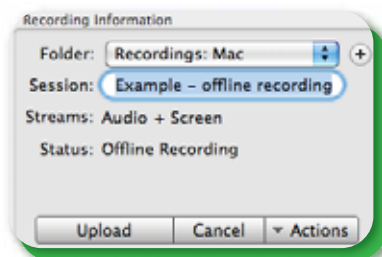 Recording Information
Folder: Recordings: Mac
Session: Example - offline recording
Streams: Audio + Screen
Status: Offline Recording
Upload Cancel Actions